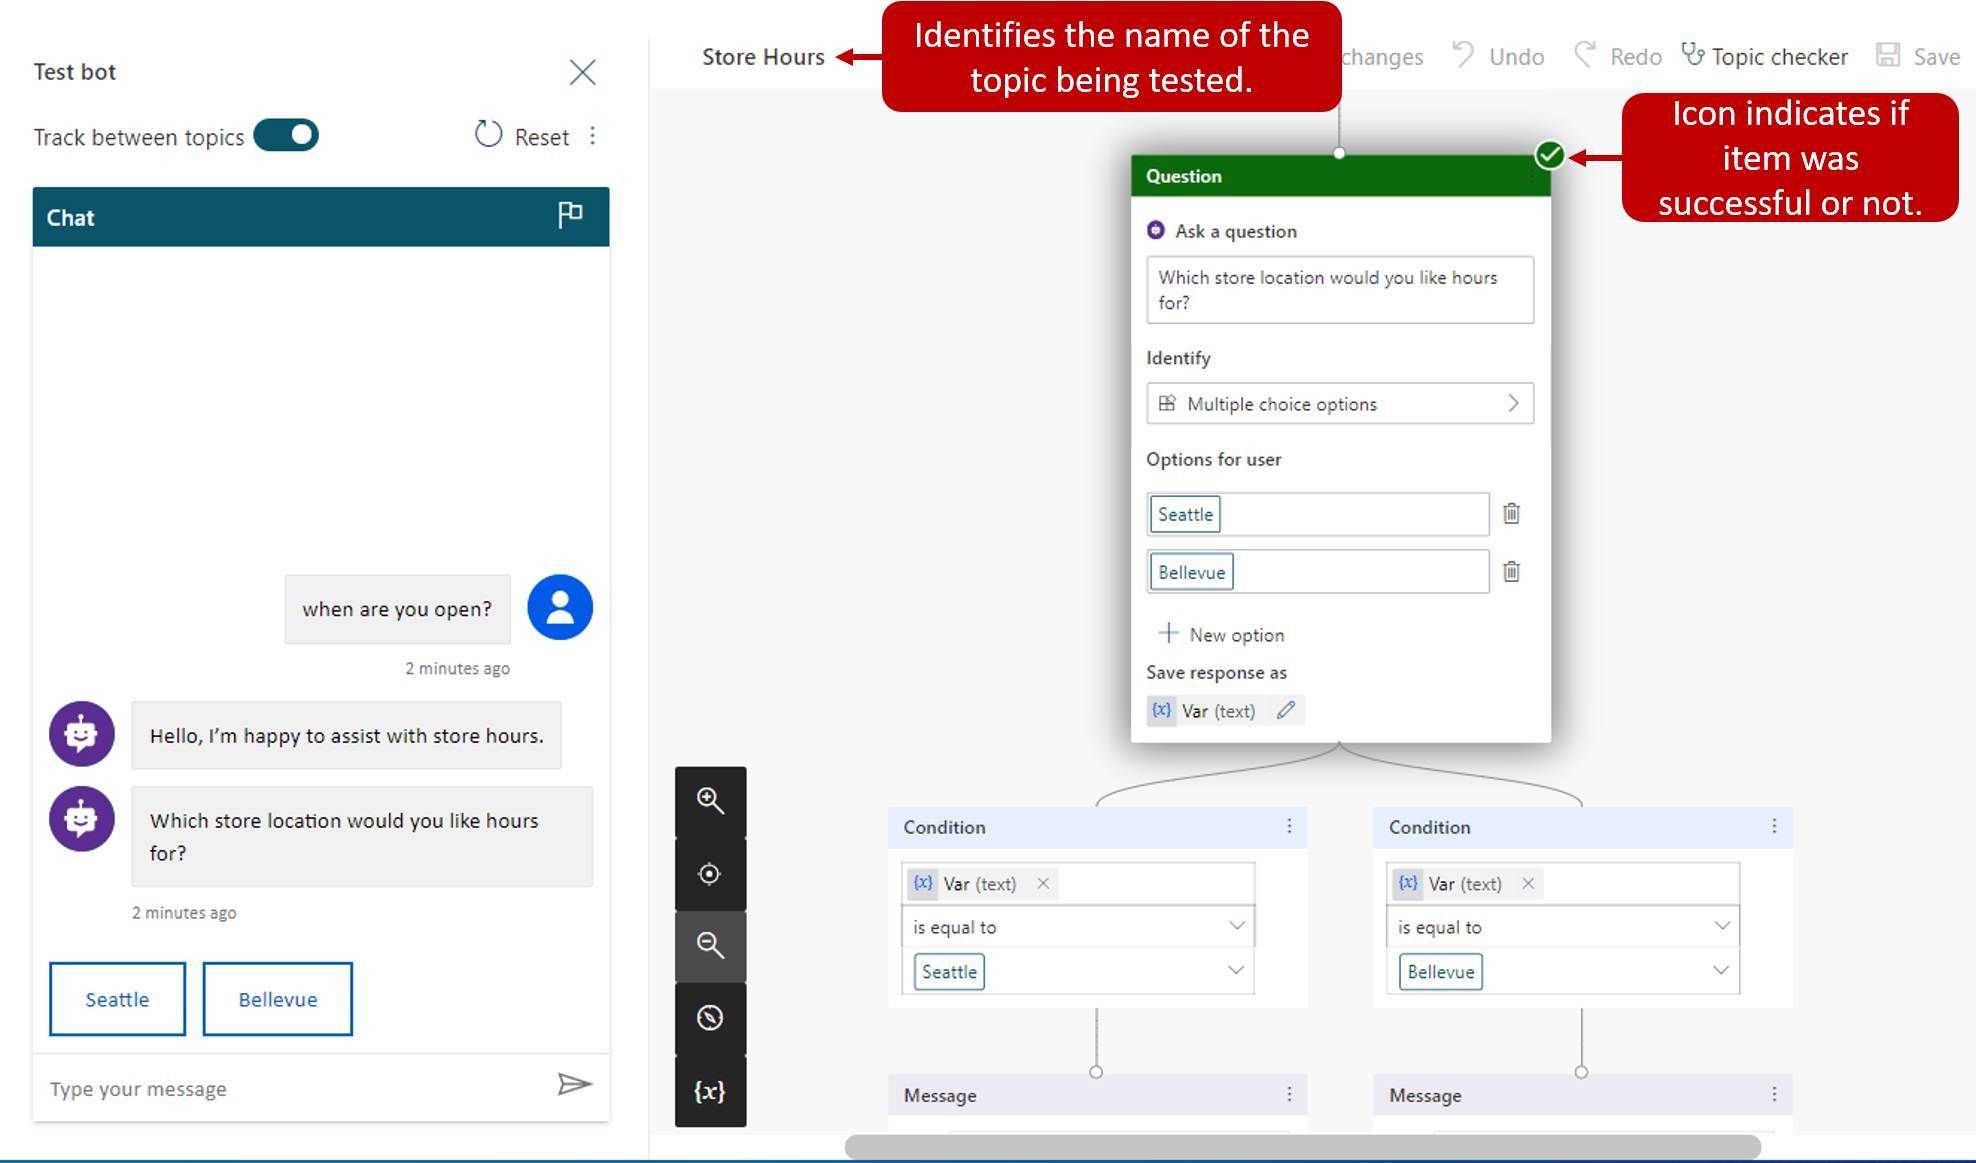 Test bot
Track between topics
Reset
Chat
when are you open?
2 minutes ago
Hello, I'm happy to assist with store hours.
Which store location would you like hours
for?
2 minutes ago
Seattle
Bellevue
Type your message
Store Hours
Identifies the name of the
topic being tested.
changes
Undo
Redo
Topic checker
Save
Icon indicates if
item was
successful or not.
Question
Ask a question
Which store location would you like hours
for?
Identify
Multiple choice options
Options for user
Seattle
Bellevue
New option
Save response as
{x} Var (text)
{x}
Condition
{x} Var (text)
is equal to
Seattle
Message
Condition
{x} Var (text)
is equal to
Bellevue
Message